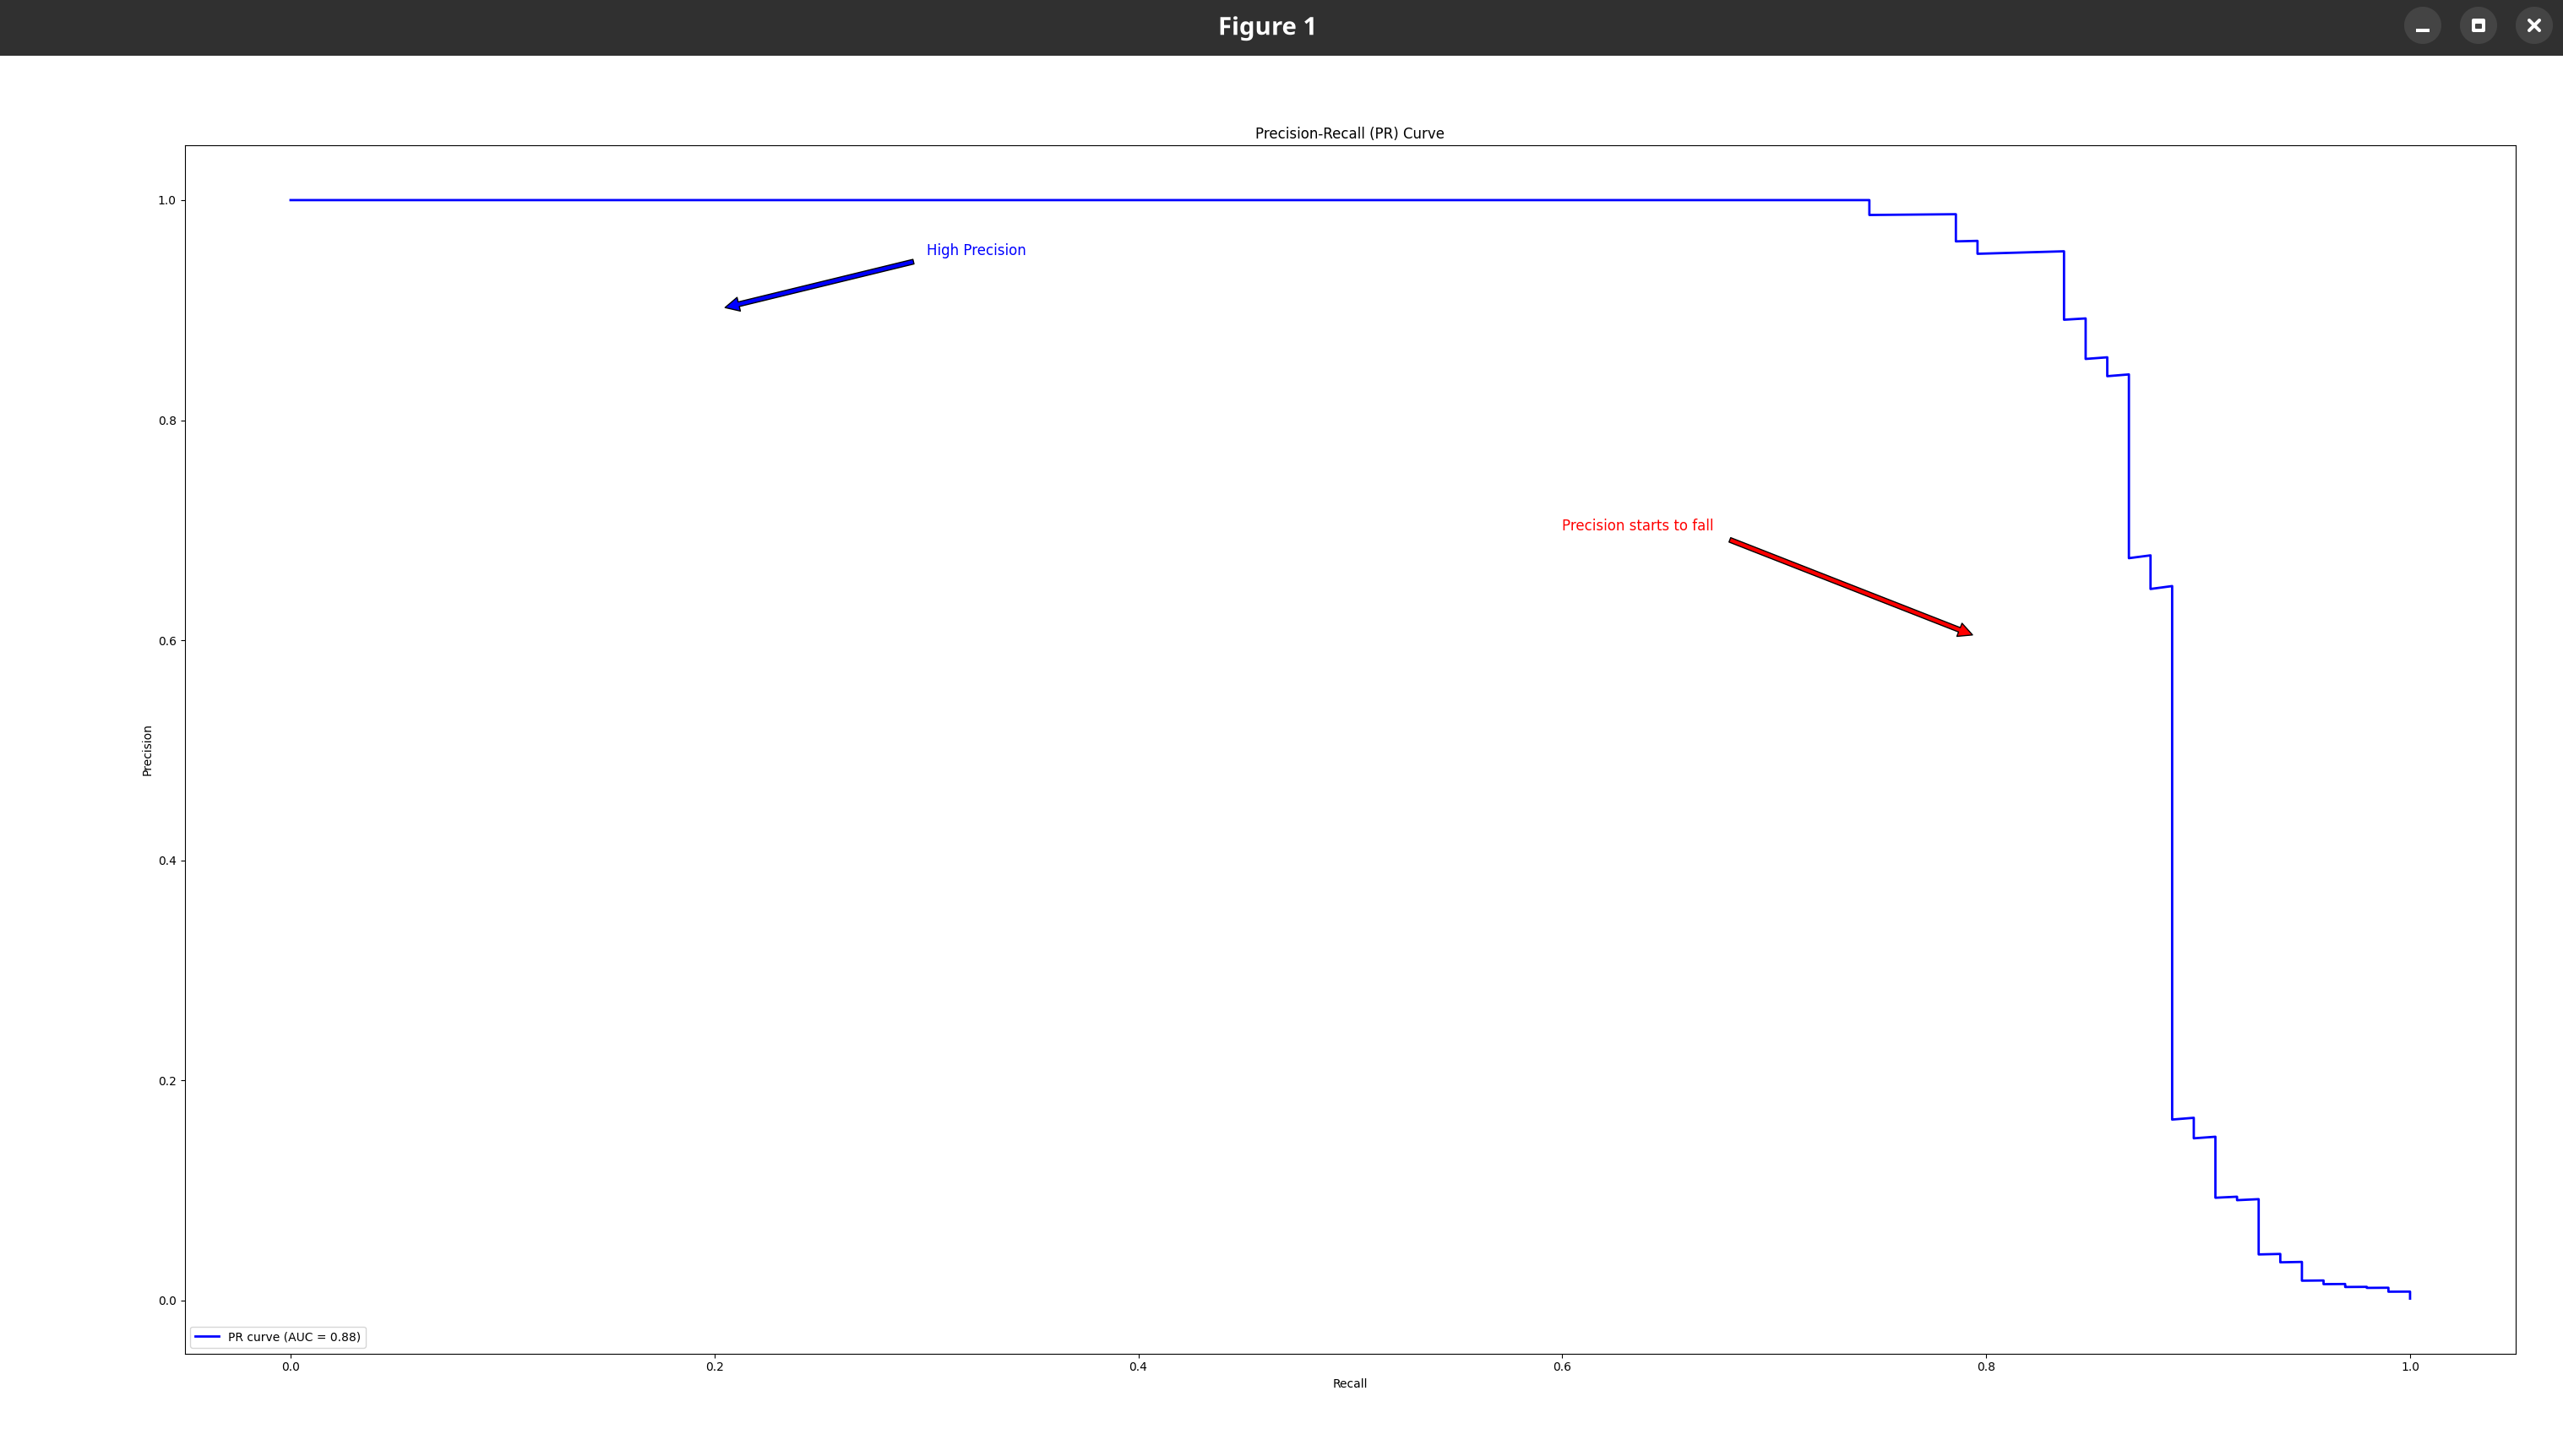 Figure 1
Precision-Recall (PR) Curve
1.0
High Precision
0.8
Precision starts to fall
0.6
Precision
0.4
0.2
0.0
PR curve (AUC = 0.88)
0.0 0.2 0.4 0.6 0.8 1.0
Recall